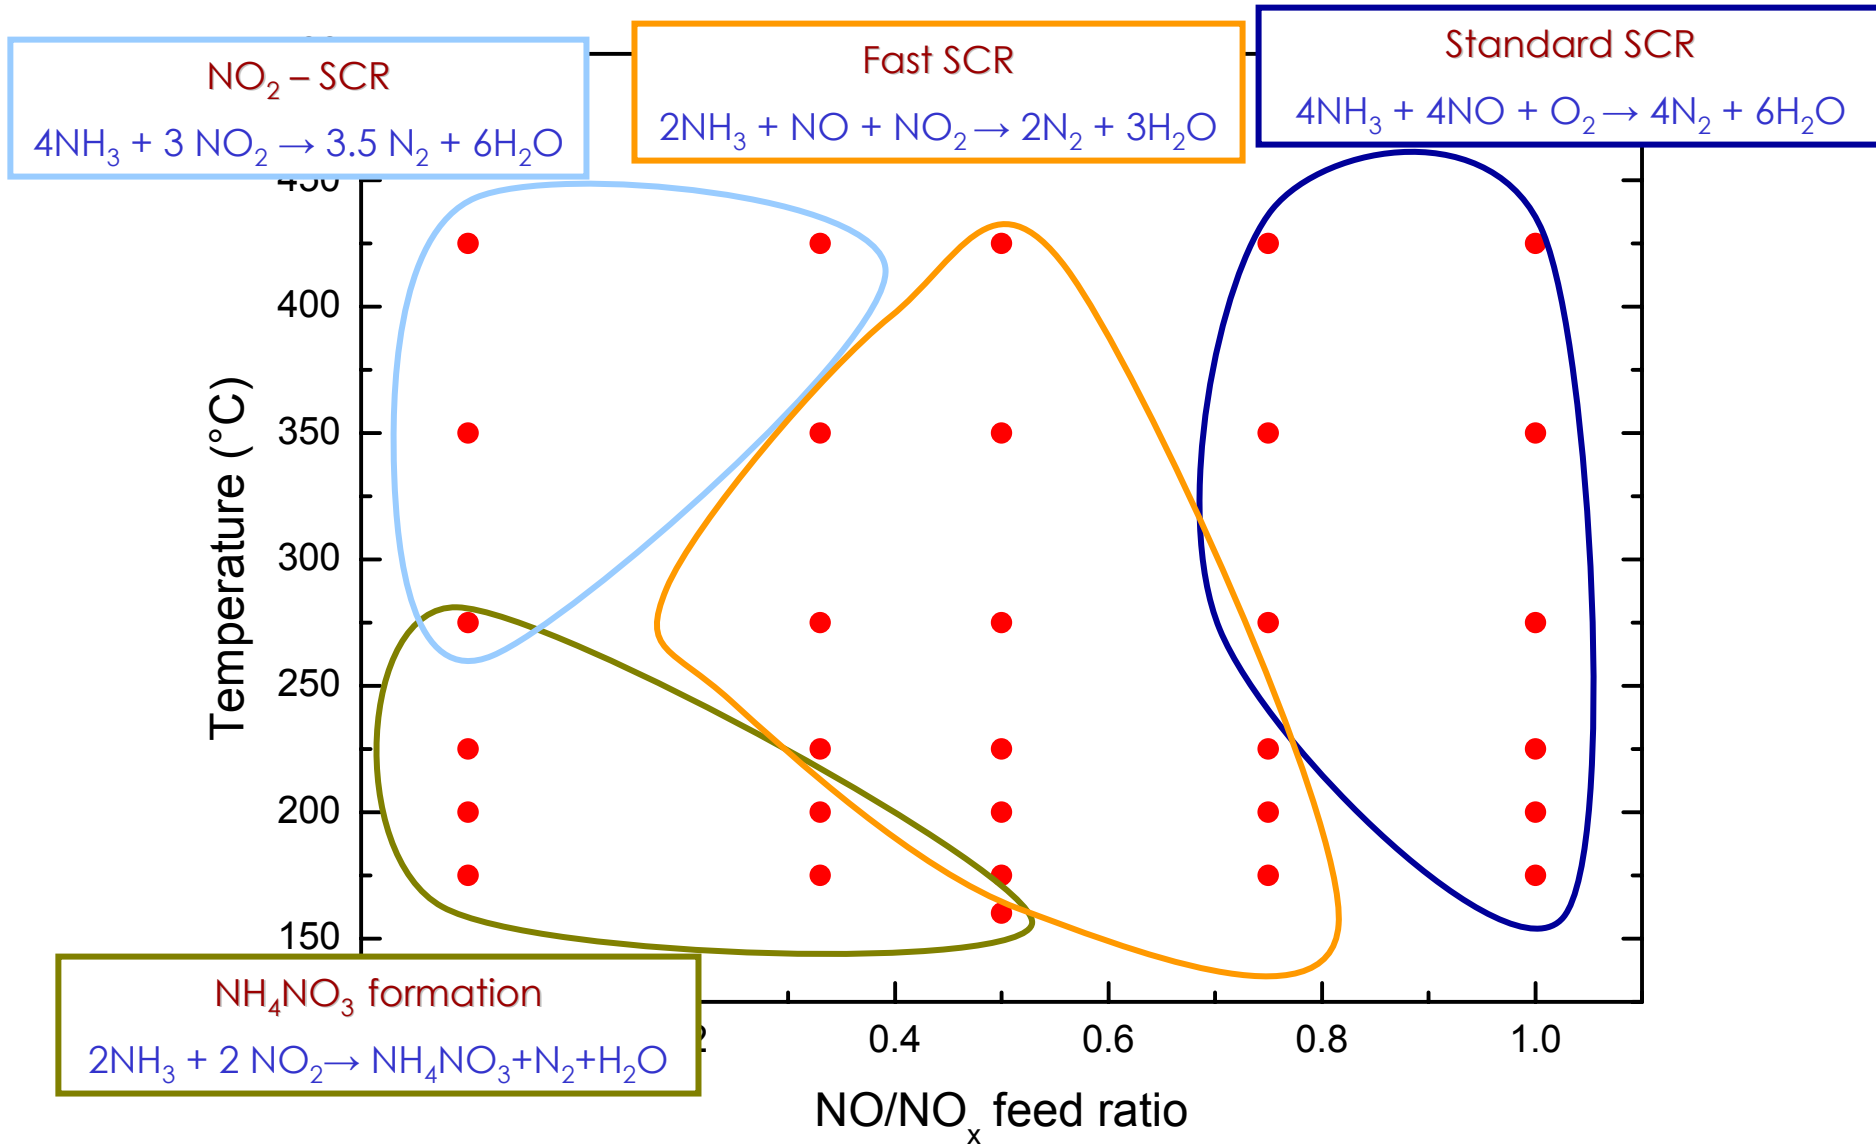 NO₂ – SCR
4NH₃ + 3 NO₂ → 3.5 N₂ + 6H₂O
Fast SCR
2NH₃ + NO + NO₂ → 2N₂ + 3H₂O
Standard SCR
4NH₃ + 4NO + O₂ → 4N₂ + 6H₂O
450
400
350
300
250
200
150
Temperature (°C)
NH₄NO₃ formation
2NH₃ + 2 NO₂→ NH₄NO₃+N₂+H₂O
0.4
0.6
0.8
1.0
NO/NOₓ feed ratio